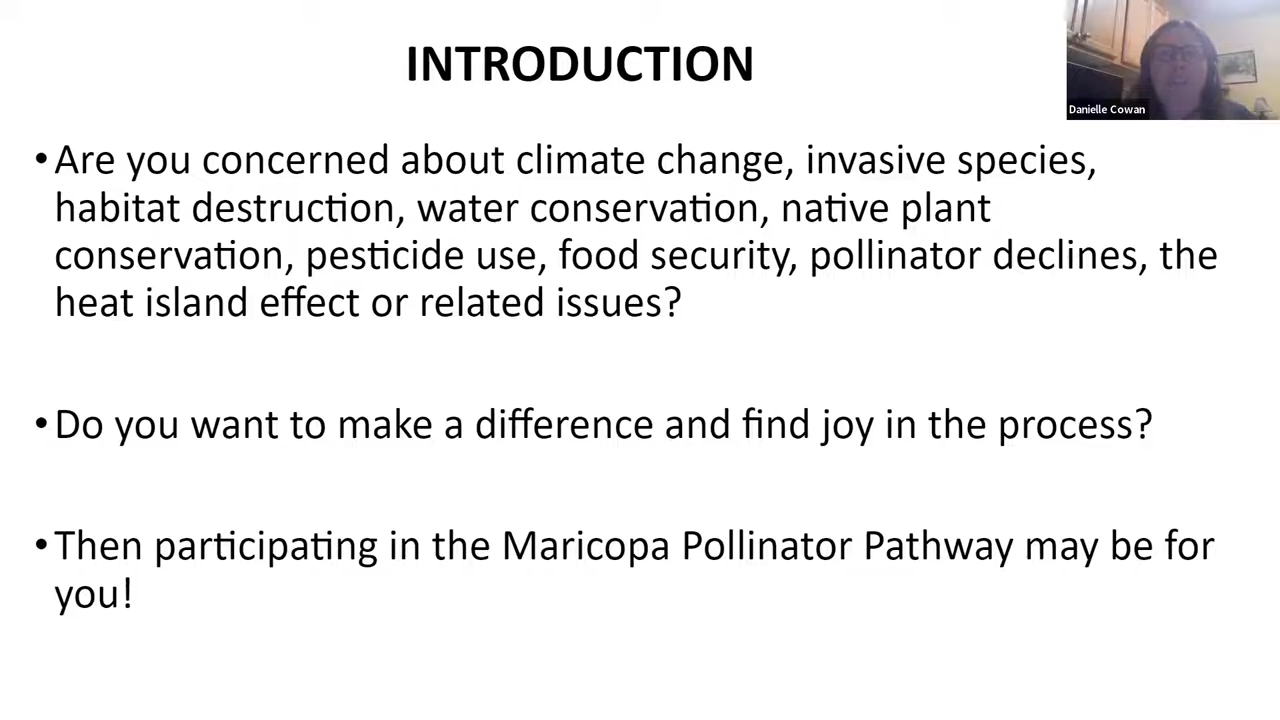 INTRODUCTION
Danielle Cowan
•Are you concerned about climate change, invasive species,
habitat destruction, water conservation, native plant
conservation, pesticide use, food security, pollinator declines, the
heat island effect or related issues?
•Do you want to make a difference and find joy in the process?
•Then participating in the Maricopa Pollinator Pathway may be for
you!